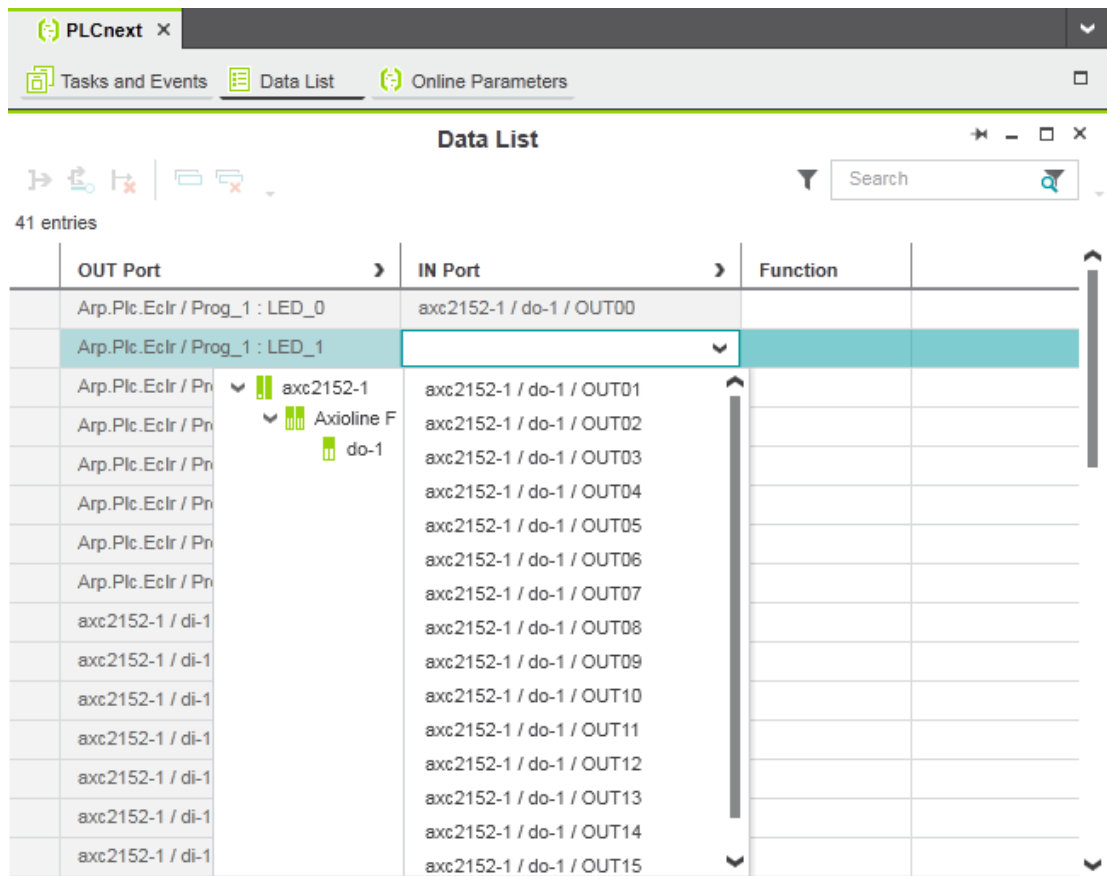 PLCnext
Tasks and Events Data List Online Parameters
Data List
Search
41 entries
OUT Port IN Port Function
Arp.Plc.Eclr / Prog_1 : LED_0 axc2152-1 / do-1 / OUT00
Arp.Plc.Eclr / Prog_1 : LED_1
Arp.Plc.Eclr / Pr axc2152-1 axc2152-1 / do-1 / OUT01
Arp.Plc.Eclr / Pr Axioline F axc2152-1 / do-1 / OUT02
Arp.Plc.Eclr / Pr do-1 axc2152-1 / do-1 / OUT03
Arp.Plc.Eclr / Pr axc2152-1 / do-1 / OUT04
Arp.Plc.Eclr / Pr axc2152-1 / do-1 / OUT05
Arp.Plc.Eclr / Pr axc2152-1 / do-1 / OUT06
axc2152-1 / do-1 / OUT07
axc2152-1 / di-1 axc2152-1 / do-1 / OUT08
axc2152-1 / di-1 axc2152-1 / do-1 / OUT09
axc2152-1 / di-1 axc2152-1 / do-1 / OUT10
axc2152-1 / di-1 axc2152-1 / do-1 / OUT11
axc2152-1 / di-1 axc2152-1 / do-1 / OUT12
axc2152-1 / di-1 axc2152-1 / do-1 / OUT13
axc2152-1 / do-1 / OUT14
axc2152-1 / di-1 axc2152-1 / do-1 / OUT15